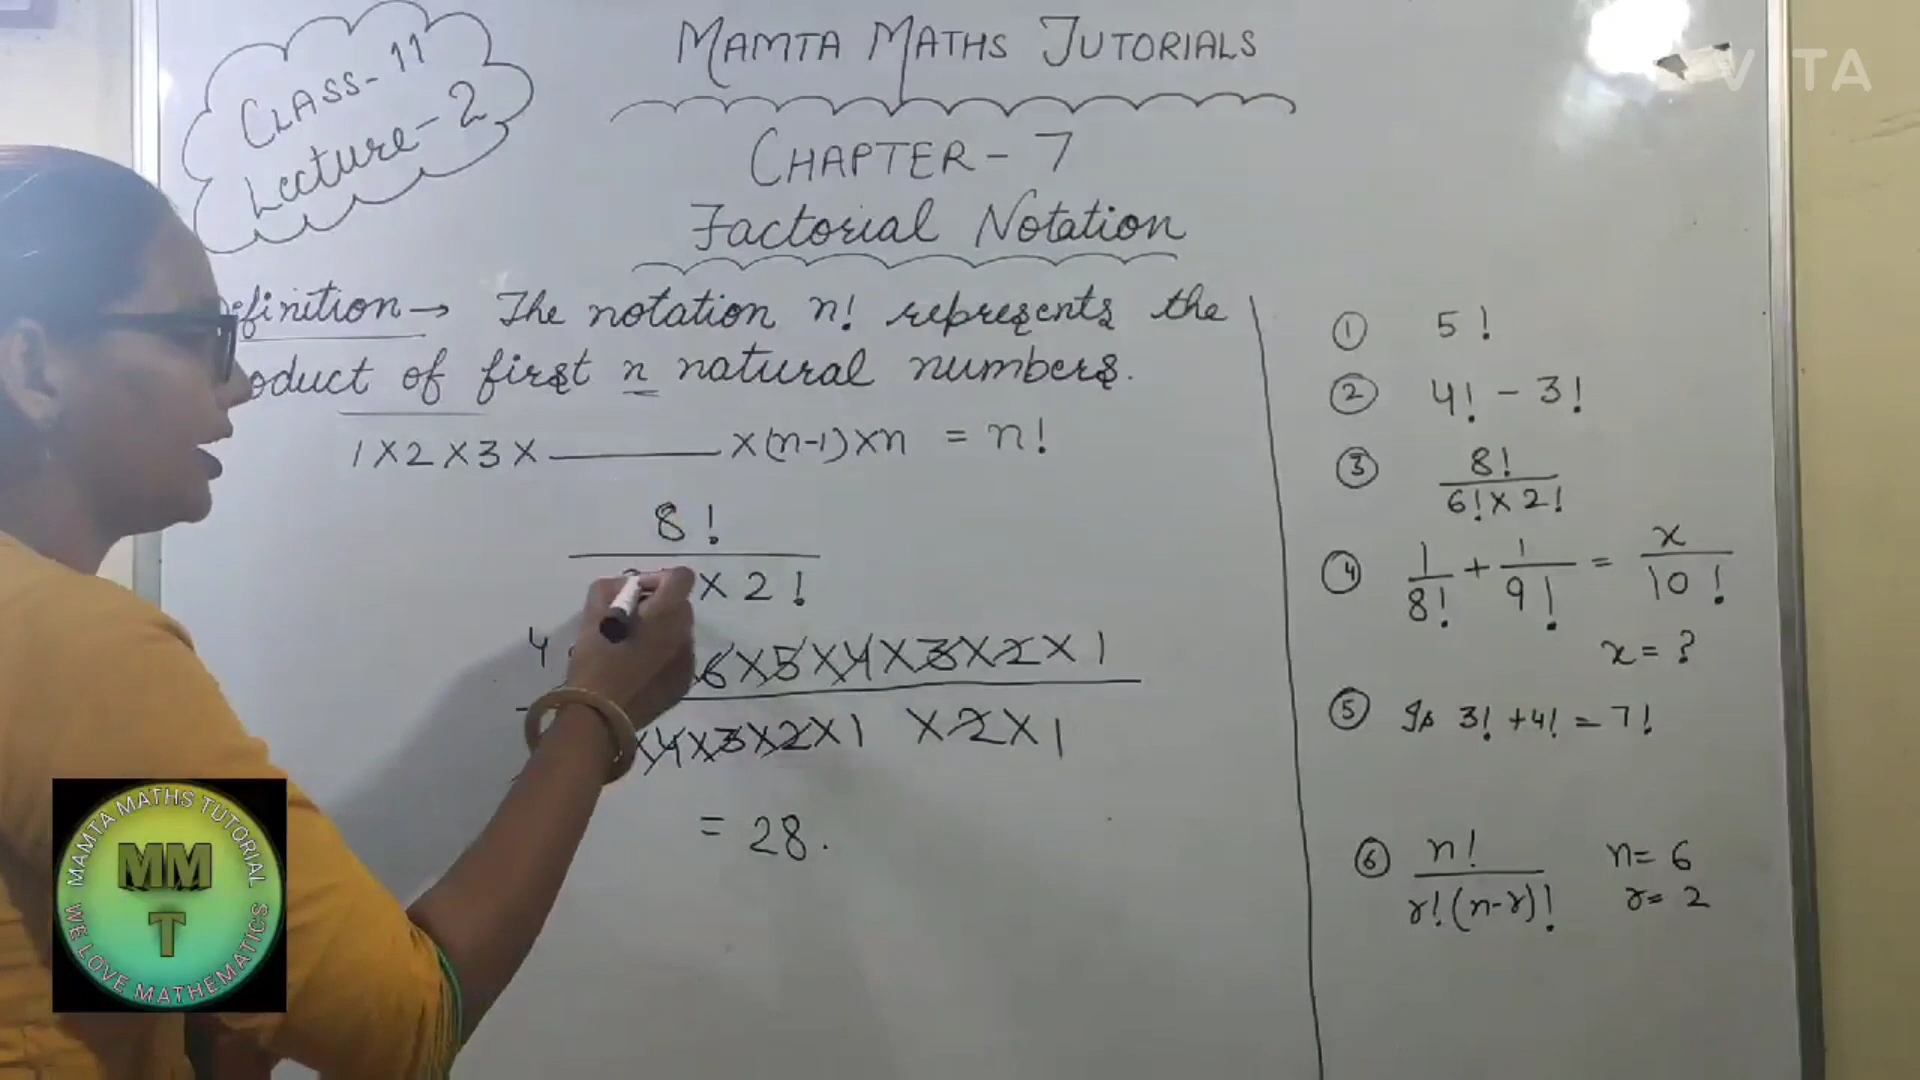 CLASS-11
Lecture-2
MAMTA MATHS TUTORIALS
CHAPTER-7
Factorial Notation
efinition → The notation n! represents the
oduct of first n natural numbers.
1 X 2 X 3 X ______ X (n-1) X n = n!
8!
X 2!
4
6 X 5 X 4 X 3 X 2 X 1
X 4 X 3 X 2 X 1 X 2 X 1
= 28.
① 5!
② 4! - 3!
③ 8! / 6! X 2!
④ 1/8! + 1/9! = x/10!
x = ?
⑤ Is 3! + 4! = 7!
⑥ n! / r!(n-r)! n = 6
r = 2
VITA
MAMTA MATHS TUTORIAL
MM
T
WE LOVE MATHEMATICS